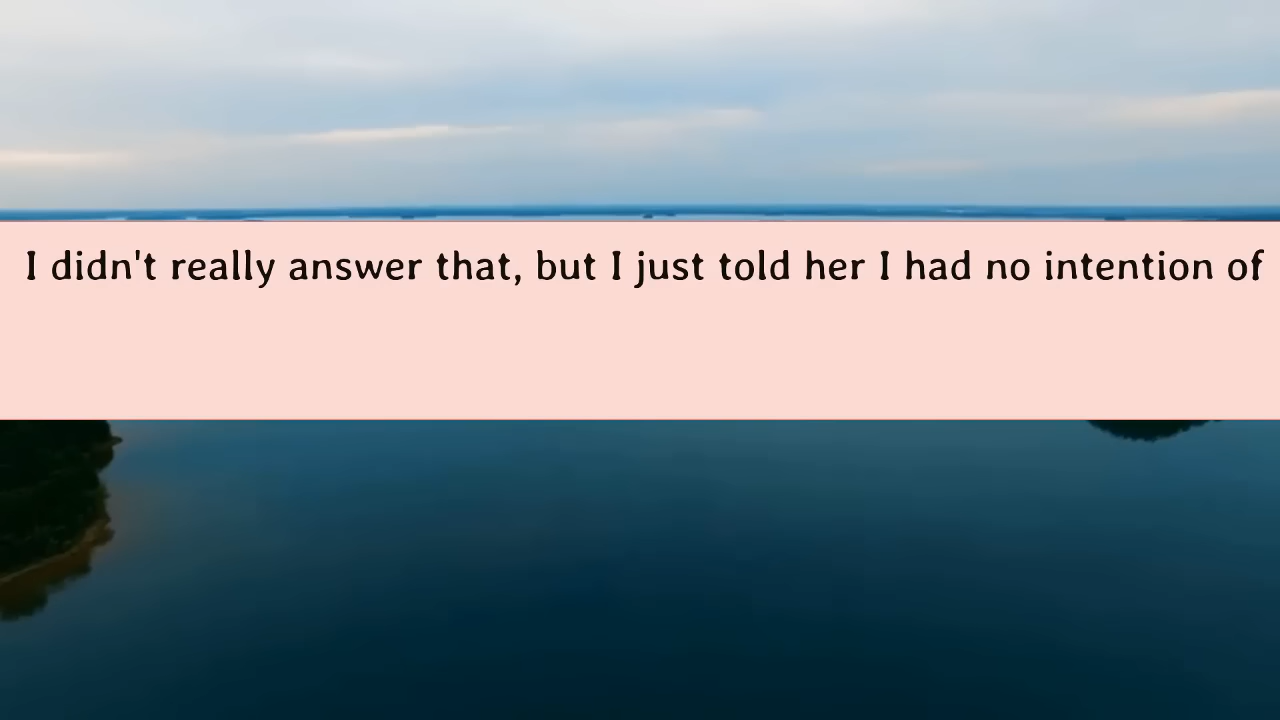 I didn't really answer that, but I just told her I had no intention of